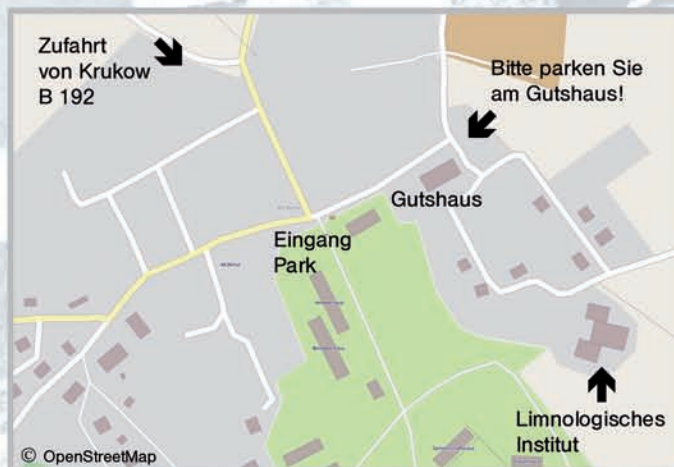 Zufahrt
von Krukow
B 192
Bitte parken Sie
am Gutshaus!
Gutshaus
Eingang
Park
Limnologisches
Institut
© OpenStreetMap